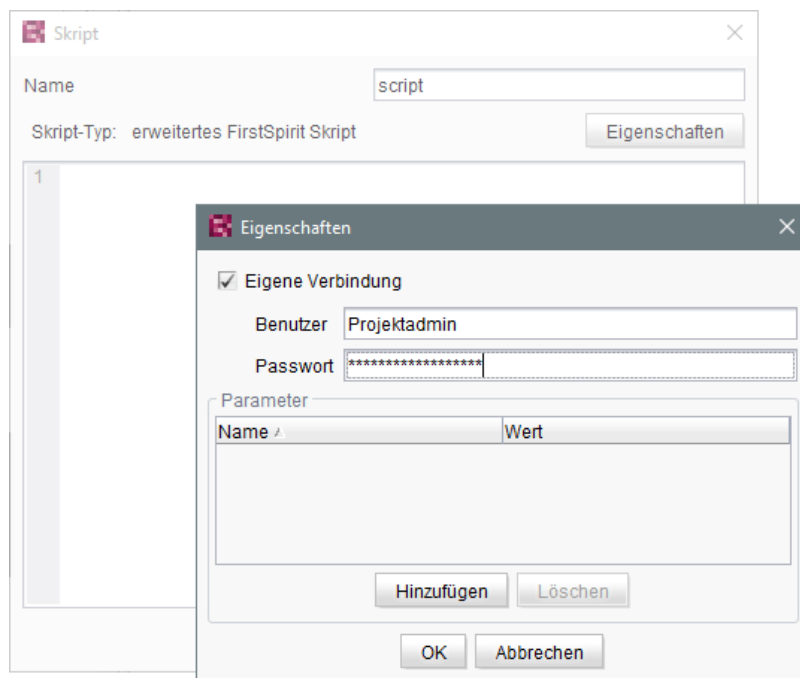 Skript
Name script
Skript-Typ: erweitertes FirstSpirit Skript Eigenschaften
1
Eigenschaften
Eigene Verbindung
Benutzer Projektadmin
Passwort ******************
Parameter
Name Wert
Hinzufügen Löschen
OK Abbrechen